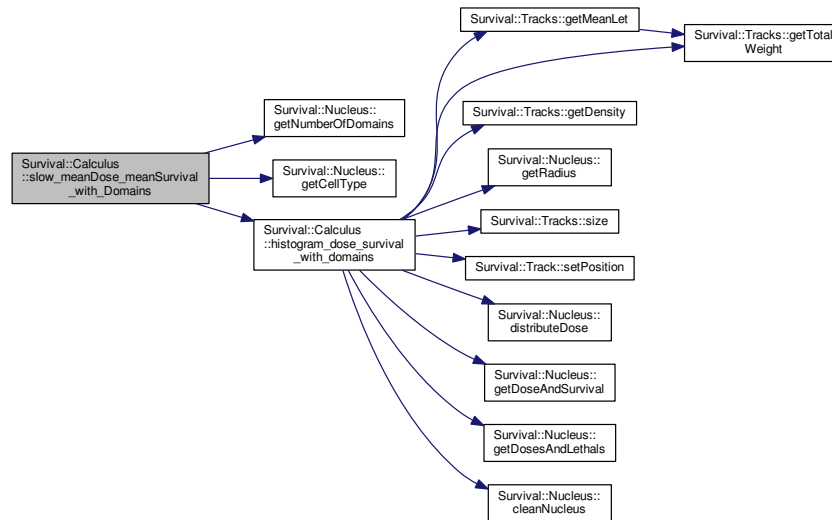 Survival::Calculus
::slow_meanDose_meanSurvival
_with_Domains
Survival::Nucleus::
getNumberOfDomains
Survival::Nucleus::
getCellType
Survival::Calculus
::histogram_dose_survival
_with_domains
Survival::Tracks::getMeanLet
Survival::Tracks::getTotal
Weight
Survival::Tracks::getDensity
Survival::Nucleus::
getRadius
Survival::Tracks::size
Survival::Track::setPosition
Survival::Nucleus::
distributeDose
Survival::Nucleus::
getDoseAndSurvival
Survival::Nucleus::
getDosesAndLethals
Survival::Nucleus::
cleanNucleus